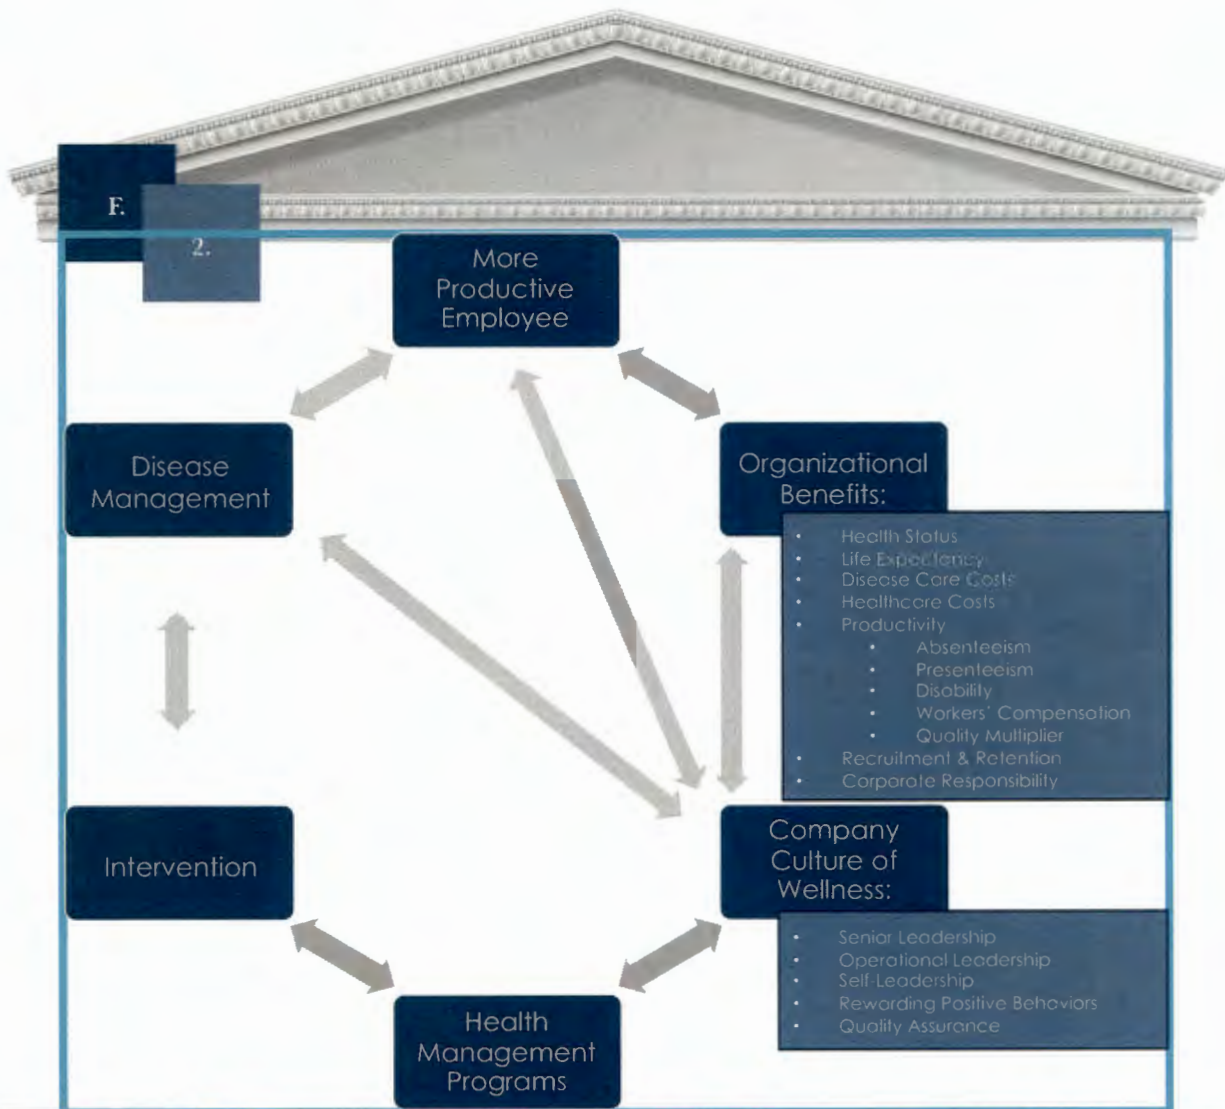 F.
2.
More
Productive
Employee
Disease
Management
Organizational
Benefits:
• Health Status
• Life Expectancy
• Disease Care Costs
• Healthcare Costs
• Productivity
• Absenteeism
• Presenteeism
• Disability
• Workers' Compensation
• Quality Multiplier
• Recruitment & Retention
• Corporate Responsibility
Intervention
Company
Culture of
Wellness:
• Senior Leadership
• Operational Leadership
• Self-Leadership
• Rewarding Positive Behaviors
• Quality Assurance
Health
Management
Programs